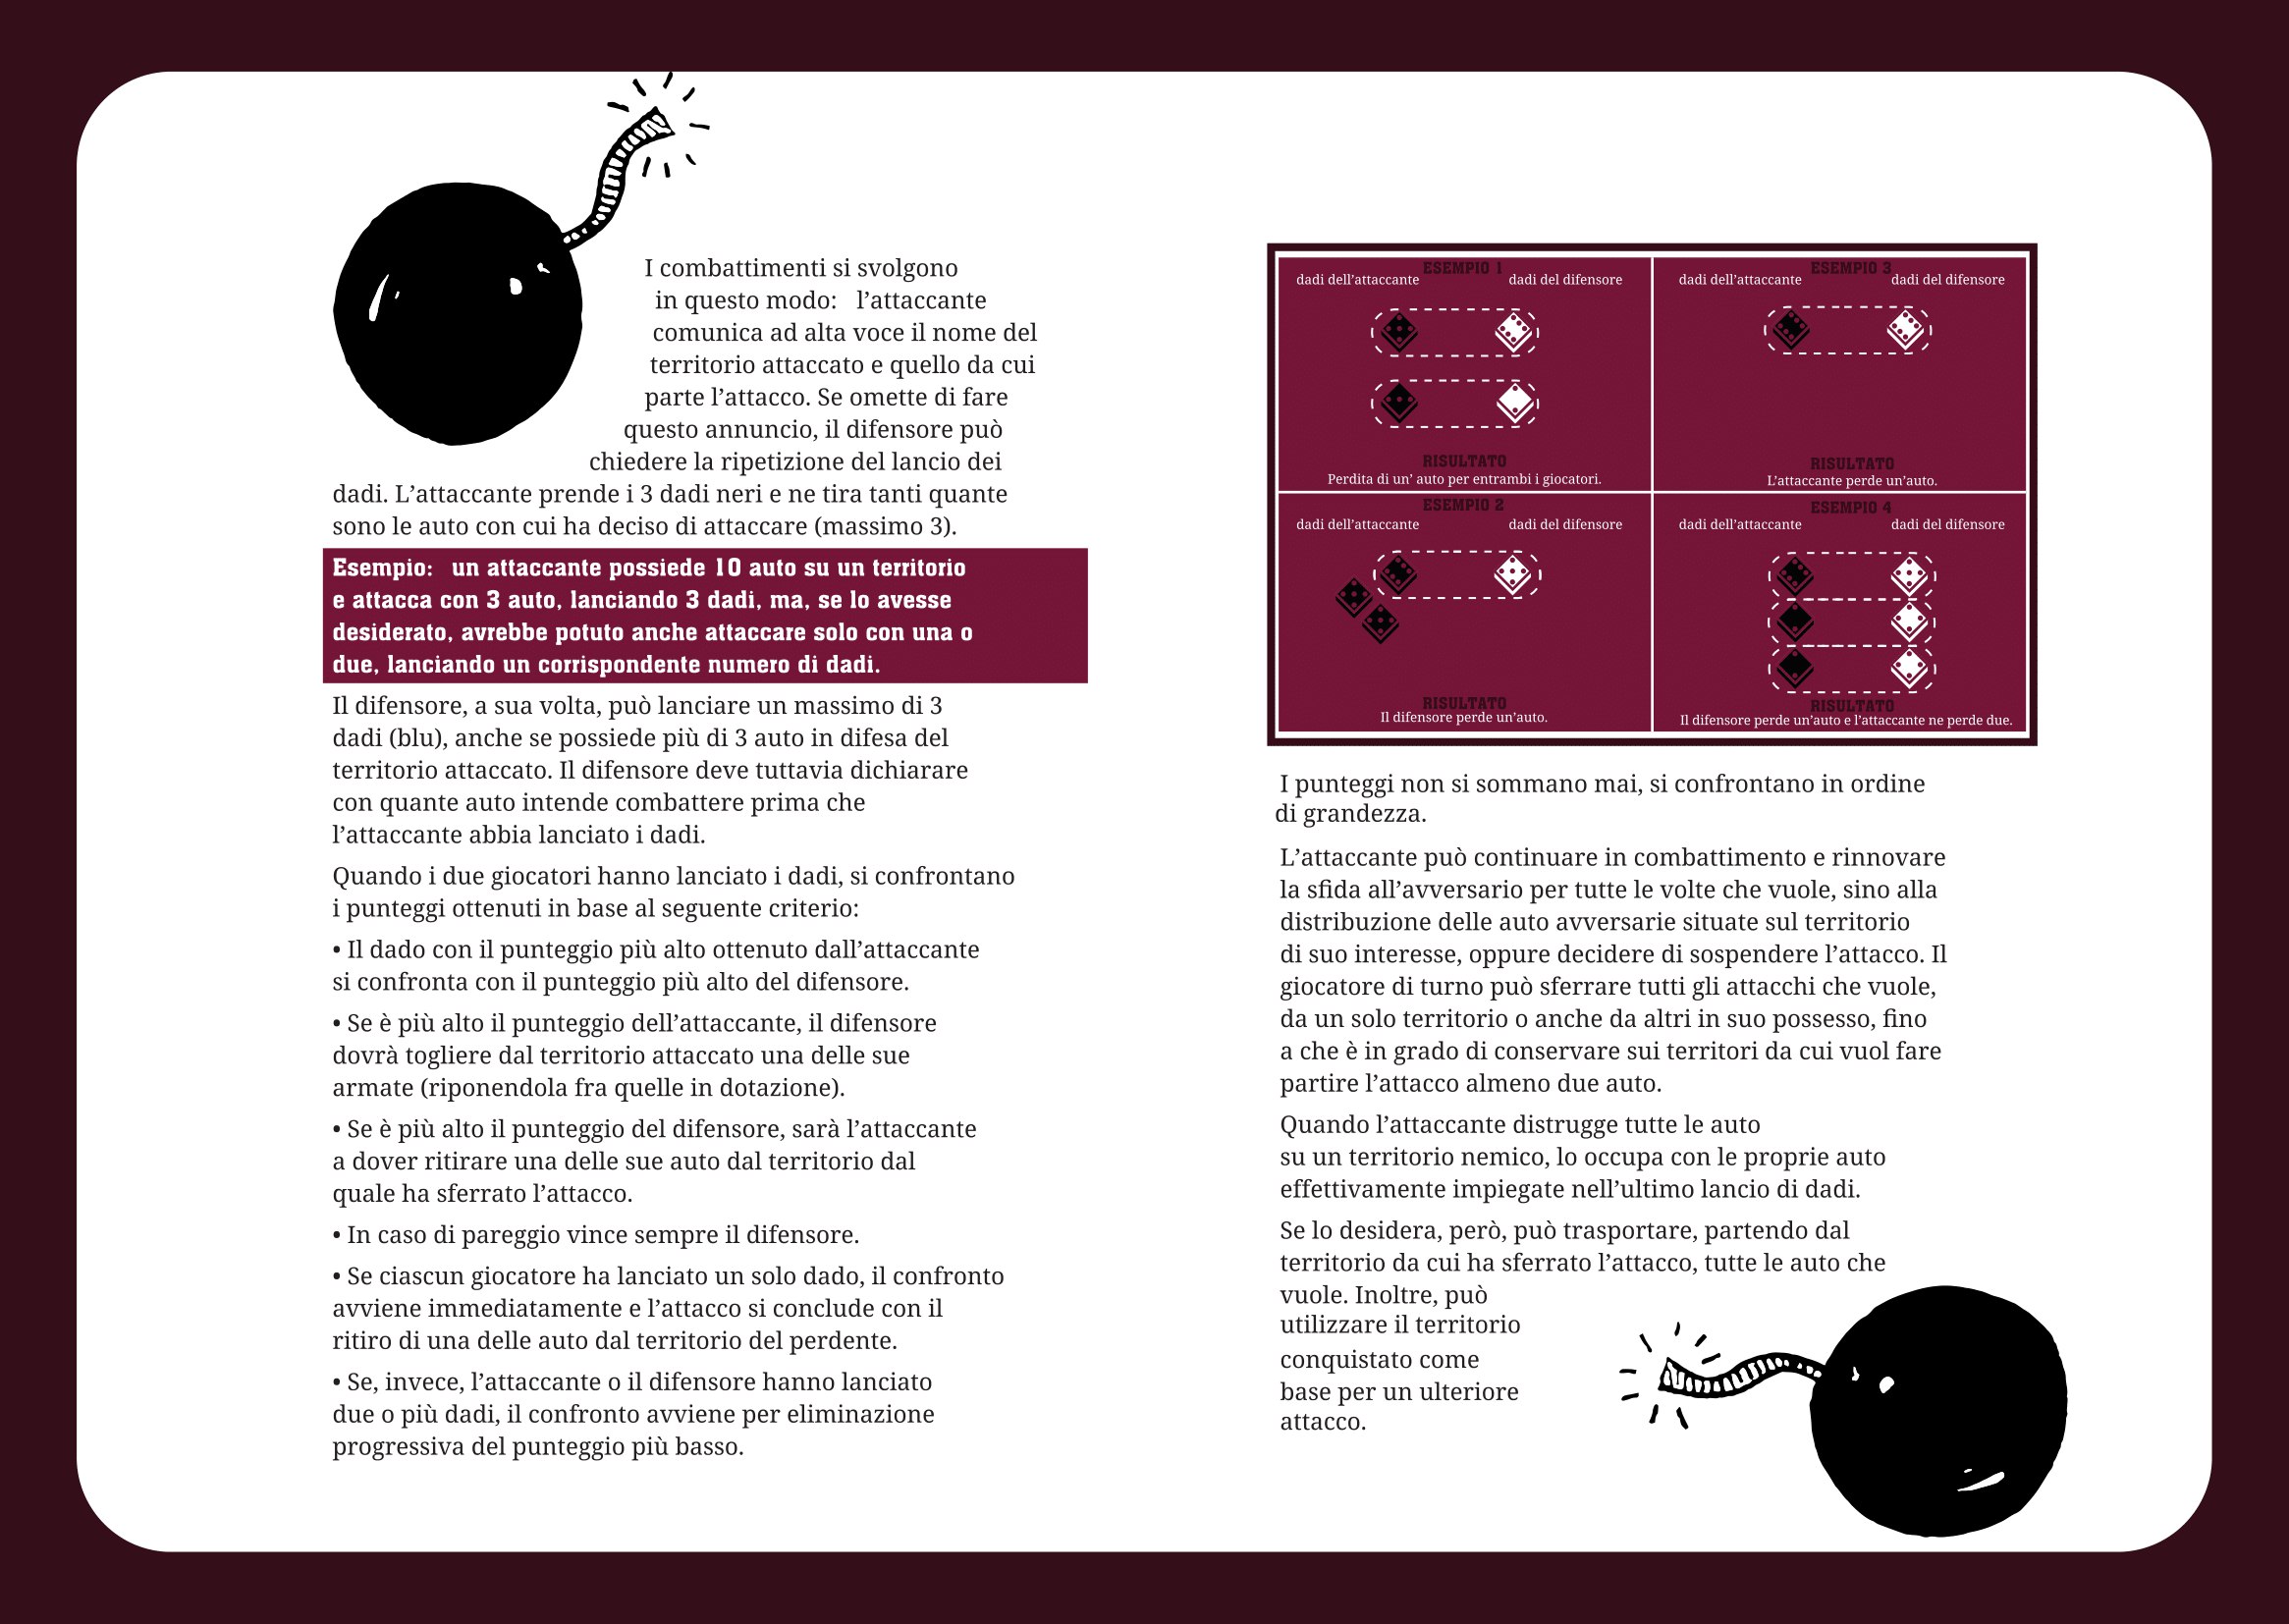 I combattimenti si svolgono
in questo modo: l’attaccante
comunica ad alta voce il nome del
territorio attaccato e quello da cui
parte l’attacco. Se omette di fare
questo annuncio, il difensore può
chiedere la ripetizione del lancio dei
dadi. L’attaccante prende i 3 dadi neri e ne tira tanti quante
sono le auto con cui ha deciso di attaccare (massimo 3).
Esempio: un attaccante possiede 10 auto su un territorio
e attacca con 3 auto, lanciando 3 dadi, ma, se lo avesse
desiderato, avrebbe potuto anche attaccare solo con una o
due, lanciando un corrispondente numero di dadi.
Il difensore, a sua volta, può lanciare un massimo di 3
dadi (blu), anche se possiede più di 3 auto in difesa del
territorio attaccato. Il difensore deve tuttavia dichiarare
con quante auto intende combattere prima che
l’attaccante abbia lanciato i dadi.
Quando i due giocatori hanno lanciato i dadi, si confrontano
i punteggi ottenuti in base al seguente criterio:
• Il dado con il punteggio più alto ottenuto dall’attaccante
si confronta con il punteggio più alto del difensore.
• Se è più alto il punteggio dell’attaccante, il difensore
dovrà togliere dal territorio attaccato una delle sue
armate (riponendola fra quelle in dotazione).
• Se è più alto il punteggio del difensore, sarà l’attaccante
a dover ritirare una delle sue auto dal territorio dal
quale ha sferrato l’attacco.
• In caso di pareggio vince sempre il difensore.
• Se ciascun giocatore ha lanciato un solo dado, il confronto
avviene immediatamente e l’attacco si conclude con il
ritiro di una delle auto dal territorio del perdente.
• Se, invece, l’attaccante o il difensore hanno lanciato
due o più dadi, il confronto avviene per eliminazione
progressiva del punteggio più basso.
ESEMPIO 1
dadi dell’attaccante dadi del difensore
RISULTATO
Perdita di un’ auto per entrambi i giocatori.
ESEMPIO 3
dadi dell’attaccante dadi del difensore
RISULTATO
L’attaccante perde un’auto.
ESEMPIO 2
dadi dell’attaccante dadi del difensore
RISULTATO
Il difensore perde un’auto.
ESEMPIO 4
dadi dell’attaccante dadi del difensore
RISULTATO
Il difensore perde un’auto e l’attaccante ne perde due.
I punteggi non si sommano mai, si confrontano in ordine
di grandezza.
L’attaccante può continuare in combattimento e rinnovare
la sfida all’avversario per tutte le volte che vuole, sino alla
distribuzione delle auto avversarie situate sul territorio
di suo interesse, oppure decidere di sospendere l’attacco. Il
giocatore di turno può sferrare tutti gli attacchi che vuole,
da un solo territorio o anche da altri in suo possesso, fino
a che è in grado di conservare sui territori da cui vuol fare
partire l’attacco almeno due auto.
Quando l’attaccante distrugge tutte le auto
su un territorio nemico, lo occupa con le proprie auto
effettivamente impiegate nell’ultimo lancio di dadi.
Se lo desidera, però, può trasportare, partendo dal
territorio da cui ha sferrato l’attacco, tutte le auto che
vuole. Inoltre, può
utilizzare il territorio
conquistato come
base per un ulteriore
attacco.